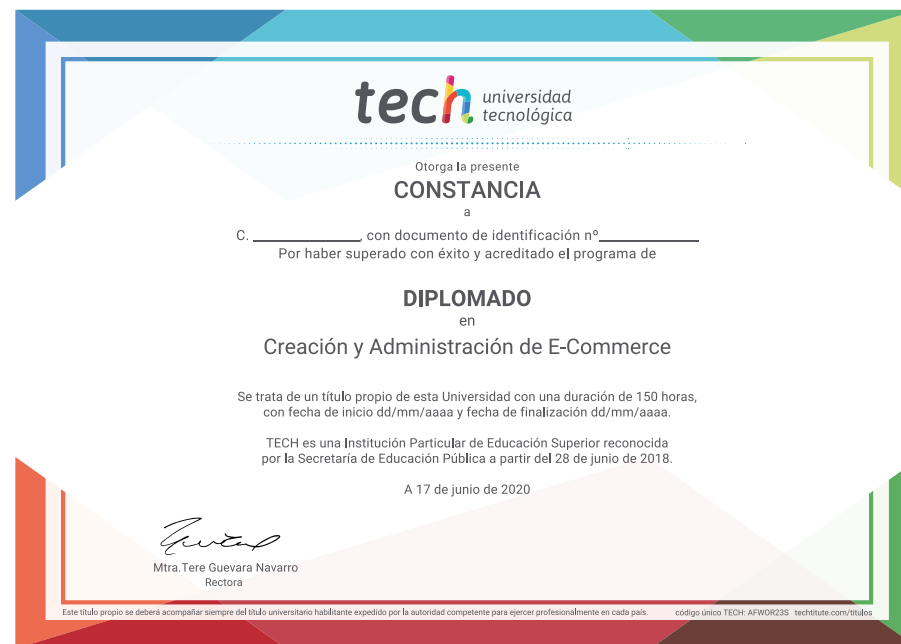 tech universidad
tecnológica
Otorga la presente
CONSTANCIA
a
C. ____________, con documento de identificación nº___________
Por haber superado con éxito y acreditado el programa de
DIPLOMADO
en
Creación y Administración de E-Commerce
Se trata de un título propio de esta Universidad con una duración de 150 horas,
con fecha de inicio dd/mm/aaaa y fecha de finalización dd/mm/aaaa.
TECH es una Institución Particular de Educación Superior reconocida
por la Secretaría de Educación Pública a partir del 28 de junio de 2018.
A 17 de junio de 2020
Mtra.Tere Guevara Navarro
Rectora
Este título propio se deberá acompañar siempre del título universitario habilitante expedido por la autoridad competente para ejercer profesionalmente en cada país. código único TECH: AFWOR23S techtitute.com/titulos